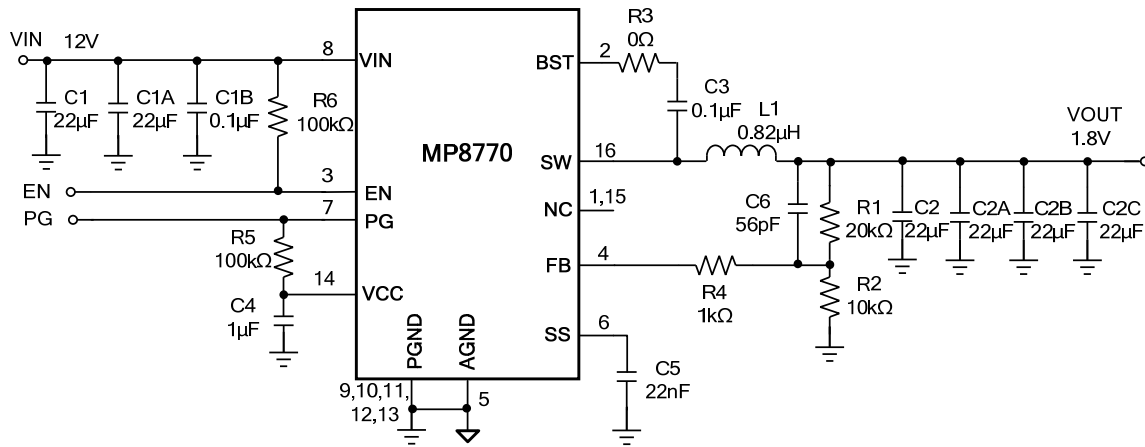 VIN 12V
8
VIN
C1
22µF
C1A
22µF
C1B
0.1µF
R6
100kΩ
EN
3
EN
PG
7
PG
R5
100kΩ
14
VCC
C4
1µF
MP8770
PGND
AGND
9,10,11,
12,13
5
BST
2
R3
0Ω
C3
0.1µF
L1
0.82µH
SW
16
NC
1,15
FB
4
R4
1kΩ
C6
56pF
R1
20kΩ
R2
10kΩ
SS
6
C5
22nF
C2
22µF
C2A
22µF
C2B
22µF
C2C
22µF
VOUT
1.8V